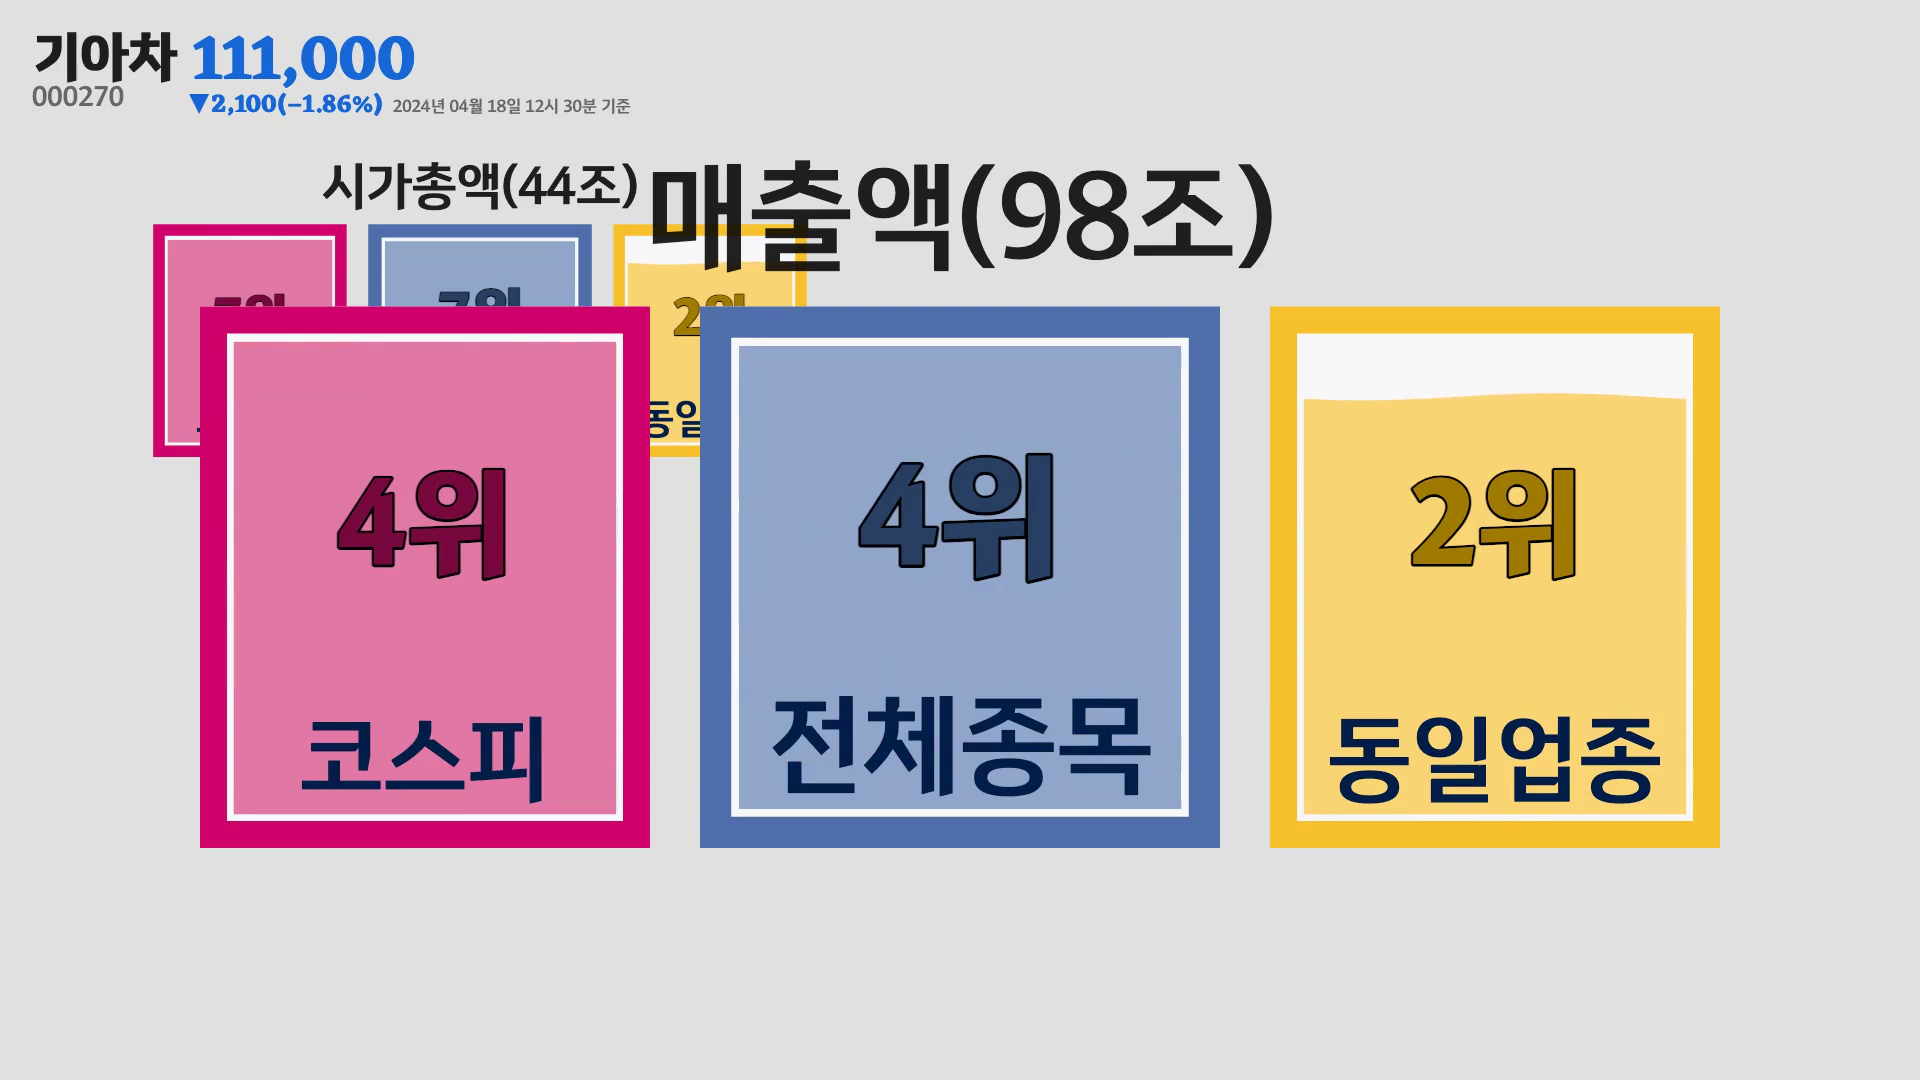 기아차 111,000
000270
▼2,100(−1.86%) 2024년 04월 18일 12시 30분 기준
시가총액(44조)
매출액(98조)
2위
4위
4위
2위
코스피
전체종목
동일업종